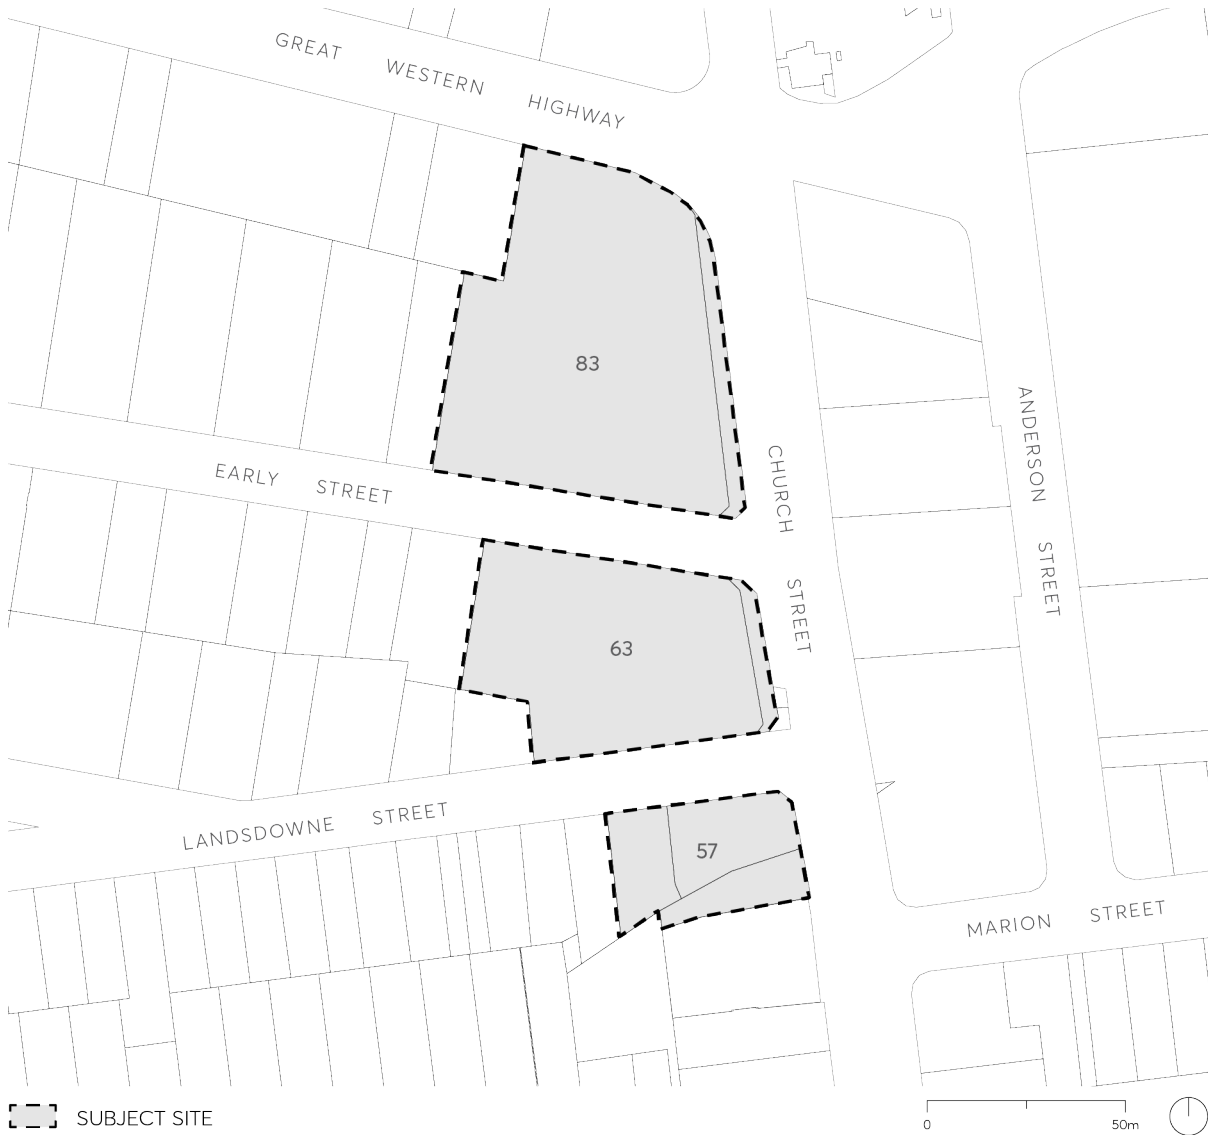 GREAT WESTERN HIGHWAY
83
EARLY STREET
CHURCH STREET
ANDERSON STREET
63
LANDSDOWNE STREET
57
MARION STREET
SUBJECT SITE
0 50m